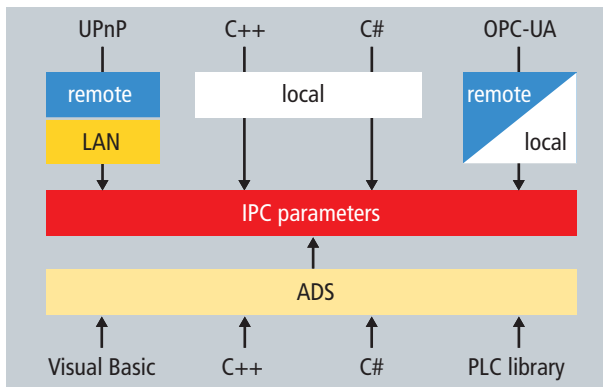 UPnP C++ C# OPC-UA
remote local remote
LAN local
IPC parameters
ADS
Visual Basic C++ C# PLC library